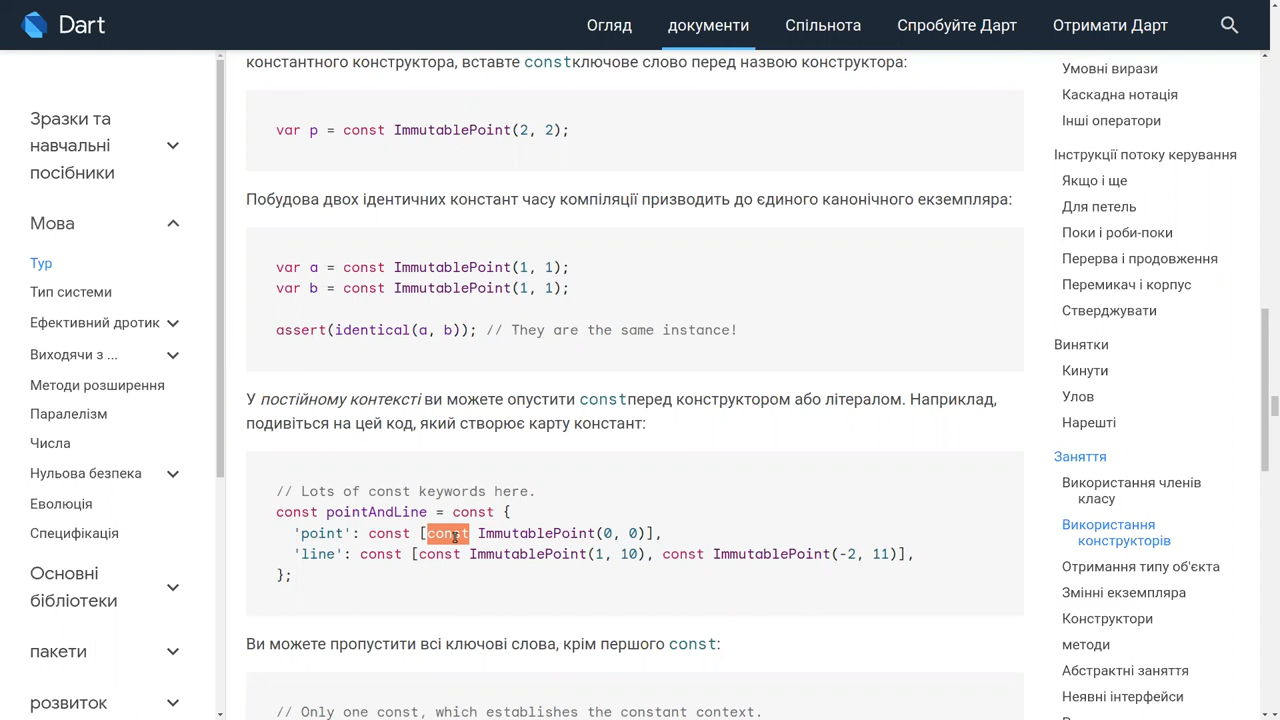 Dart
Огляд
документи
Спільнота
Спробуйте Дарт
Отримати Дарт
Зразки та
навчальні
посібники
Мова
Тур
Тип системи
Ефективний дротик
Виходячи з ...
Методи розширення
Паралелізм
Числа
Нульова безпека
Еволюція
Специфікація
Основні
бібліотеки
пакети
розвиток
константного конструктора, вставте constключове слово перед назвою конструктора:
var p = const ImmutablePoint(2, 2);
Побудова двох ідентичних констант часу компіляції призводить до єдиного канонічного екземпляра:
var a = const ImmutablePoint(1, 1);
var b = const ImmutablePoint(1, 1);
assert(identical(a, b)); // They are the same instance!
У постійному контексті ви можете опустити constперед конструктором або літералом. Наприклад,
подивіться на цей код, який створює карту констант:
// Lots of const keywords here.
const pointAndLine = const {
'point': const [const ImmutablePoint(0, 0)],
'line': const [const ImmutablePoint(1, 10), const ImmutablePoint(-2, 11)],
};
Ви можете пропустити всі ключові слова, крім першого const:
// Only one const, which establishes the constant context.
Умовні вирази
Каскадна нотація
Інші оператори
Інструкції потоку керування
Якщо і ще
Для петель
Поки і роби-поки
Перерва і продовження
Перемикач і корпус
Стверджувати
Винятки
Кинути
Улов
Нарешті
Заняття
Використання членів
класу
Використання
конструкторів
Отримання типу об'єкта
Змінні екземпляра
Конструктори
методи
Абстрактні заняття
Неявні інтерфейси